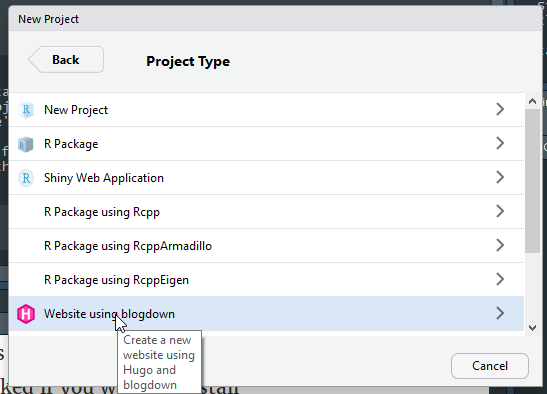 New Project
Back
Project Type
New Project
R Package
Shiny Web Application
R Package using Rcpp
R Package using RcppArmadillo
R Package using RcppEigen
Website using blogdown
Create a new
website using
Hugo and
blogdown
Cancel